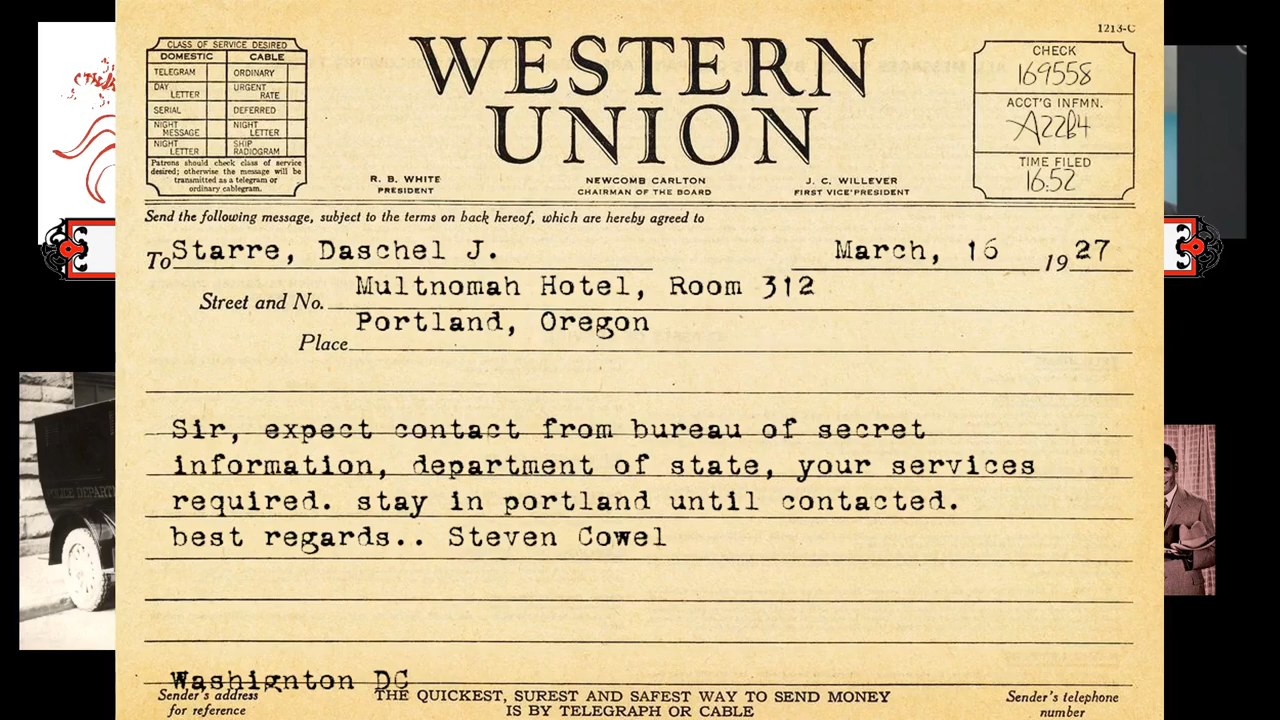 1213-C
CLASS OF SERVICE DESIRED
DOMESTIC CABLE
TELEGRAM ORDINARY
DAY LETTER URGENT RATE
SERIAL DEFERRED
NIGHT MESSAGE NIGHT LETTER
NIGHT LETTER SHIP RADIOGRAM
Patrons should check class of service
desired; otherwise the message will be
transmitted as a telegram or
ordinary cablegram.
WESTERN
UNION
R. B. WHITE
PRESIDENT
NEWCOMB CARLTON
CHAIRMAN OF THE BOARD
J. C. WILLEVER
FIRST VICE-PRESIDENT
CHECK
169558
ACCT'G INFMN.
A22B4
TIME FILED
16:52
Send the following message, subject to the terms on back hereof, which are hereby agreed to
To Starre, Daschel J. March, 16 19 27
Street and No. Multnomah Hotel, Room 312
Place Portland, Oregon
Sir, expect contact from bureau of secret
information, department of state, your services
required. stay in portland until contacted.
best regards.. Steven Cowel
Washignton DC
Sender's address
for reference
THE QUICKEST, SUREST AND SAFEST WAY TO SEND MONEY
IS BY TELEGRAPH OR CABLE
Sender's telephone
number
POLICE DEPART